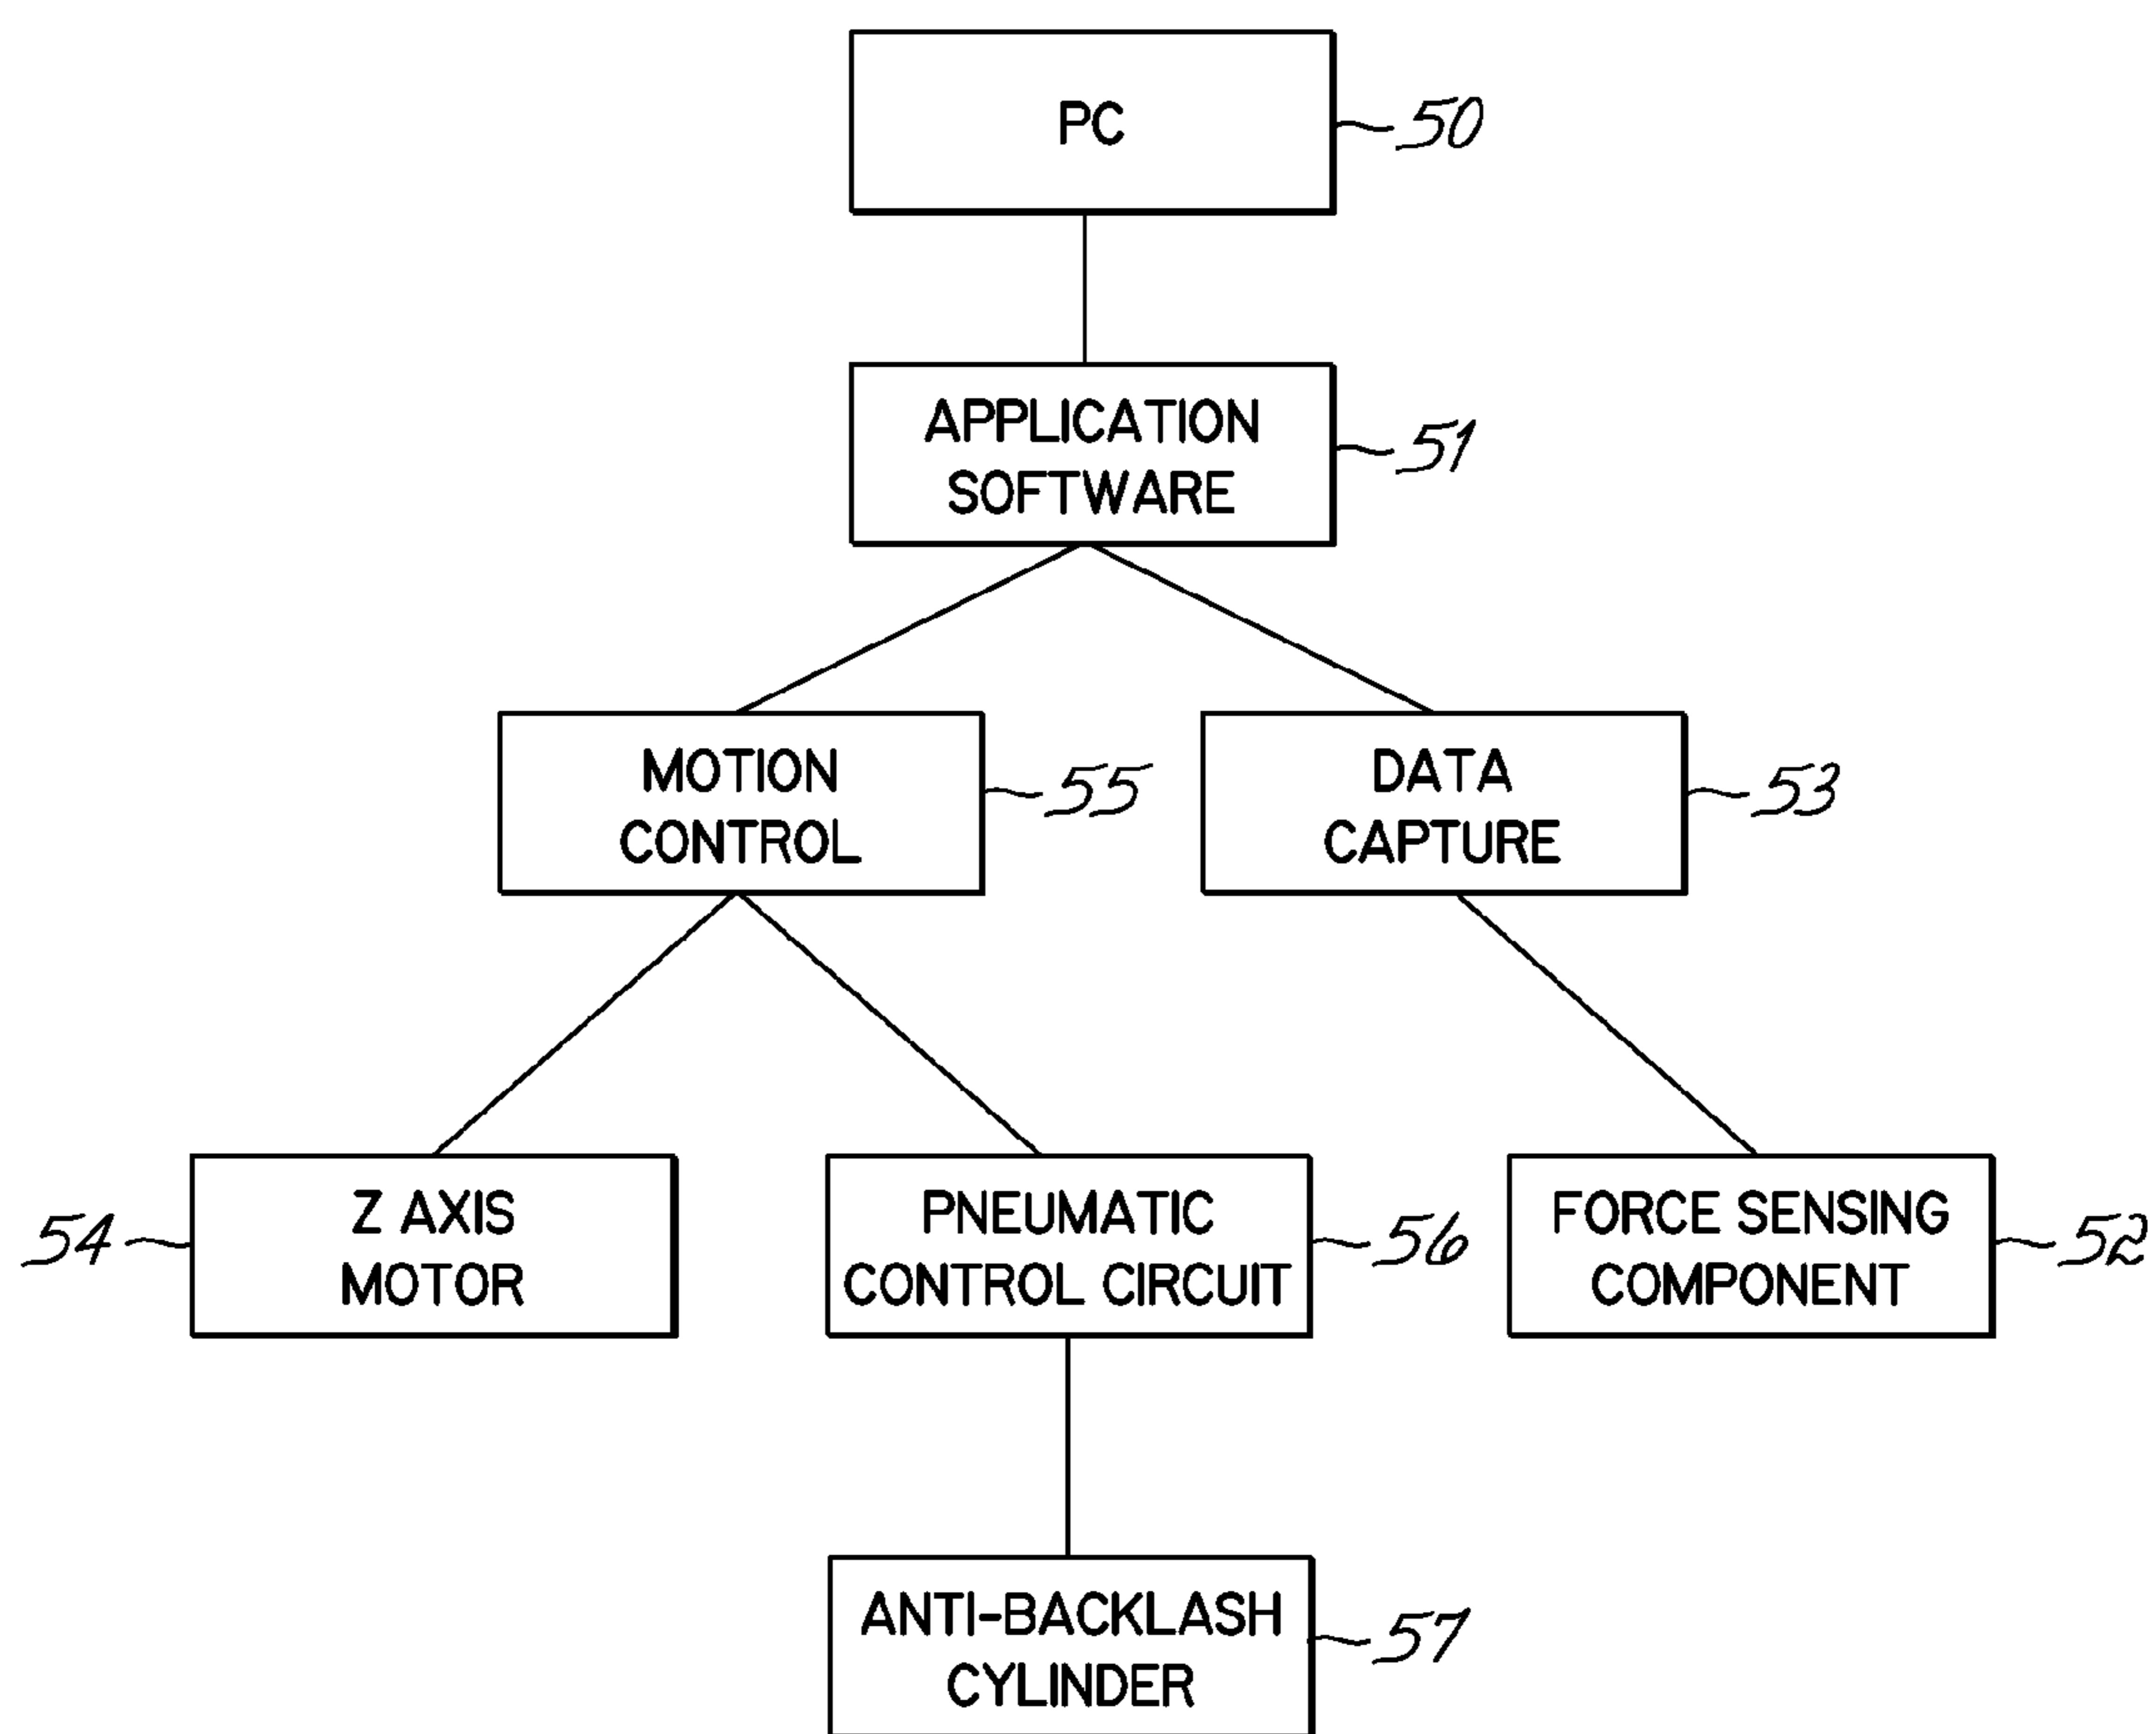 PC
50
APPLICATION
SOFTWARE
51
MOTION
CONTROL
55
DATA
CAPTURE
53
54
Z AXIS
MOTOR
PNEUMATIC
CONTROL CIRCUIT
56
FORCE SENSING
COMPONENT
52
ANTI-BACKLASH
CYLINDER
57